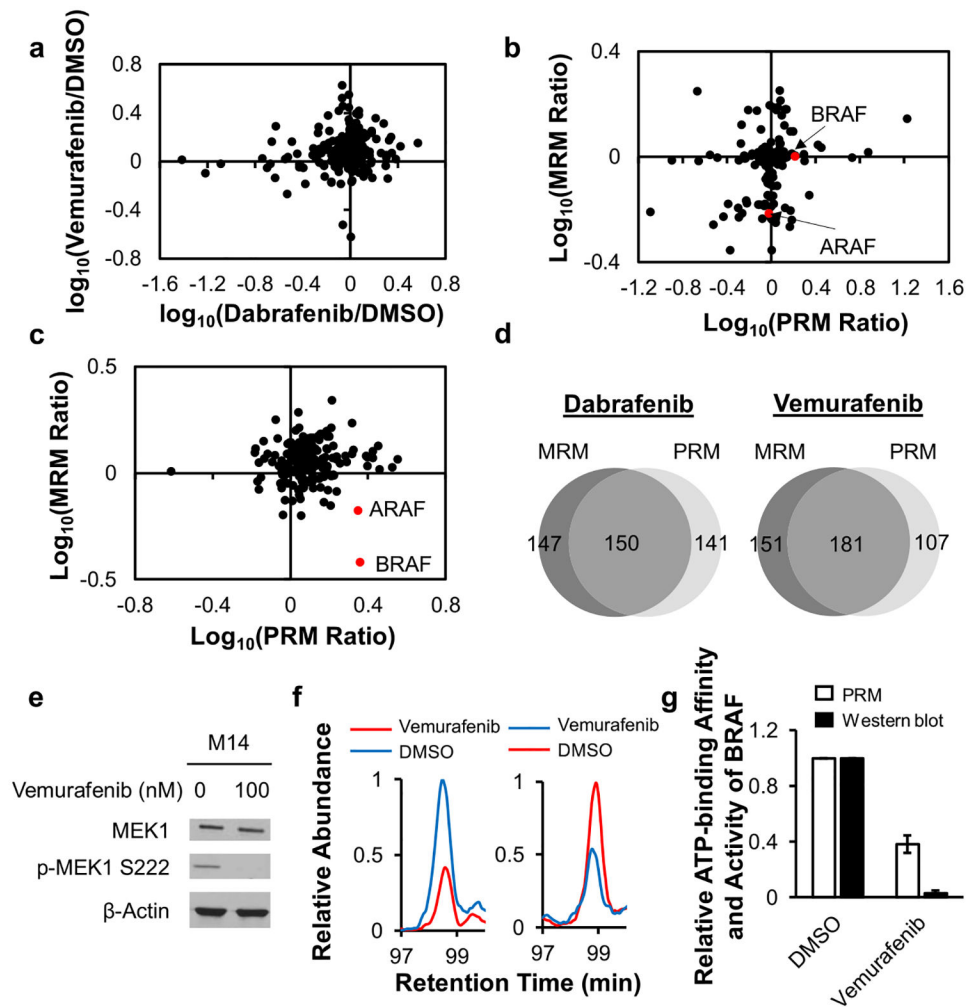 a
log₁₀(Vemurafenib/DMSO)
0.8
0.4
0
-0.4
-0.8
-1.6 -1.2 -0.8 -0.4 0.0 0.4 0.8
log₁₀(Dabrafenib/DMSO)
b
Log₁₀(MRM Ratio)
0.4
0
-0.4
BRAF
ARAF
-1.2 -0.8 -0.4 0 0.4 0.8 1.2 1.6
Log₁₀(PRM Ratio)
c
Log₁₀(MRM Ratio)
0.5
0
-0.5
ARAF
BRAF
-0.8 -0.4 0 0.4 0.8
Log₁₀(PRM Ratio)
d
Dabrafenib
MRM PRM
147 150 141
Vemurafenib
MRM PRM
151 181 107
e
M14
Vemurafenib (nM) 0 100
MEK1
p-MEK1 S222
β-Actin
f
Vemurafenib
DMSO
Vemurafenib
DMSO
Relative Abundance
1
0.5
0
97 99
1
0.5
0
97 99
Retention Time (min)
g
PRM
Western blot
Relative ATP-binding Affinity
and Activity of BRAF
1.2
0.8
0.4
0
DMSO
Vemurafenib